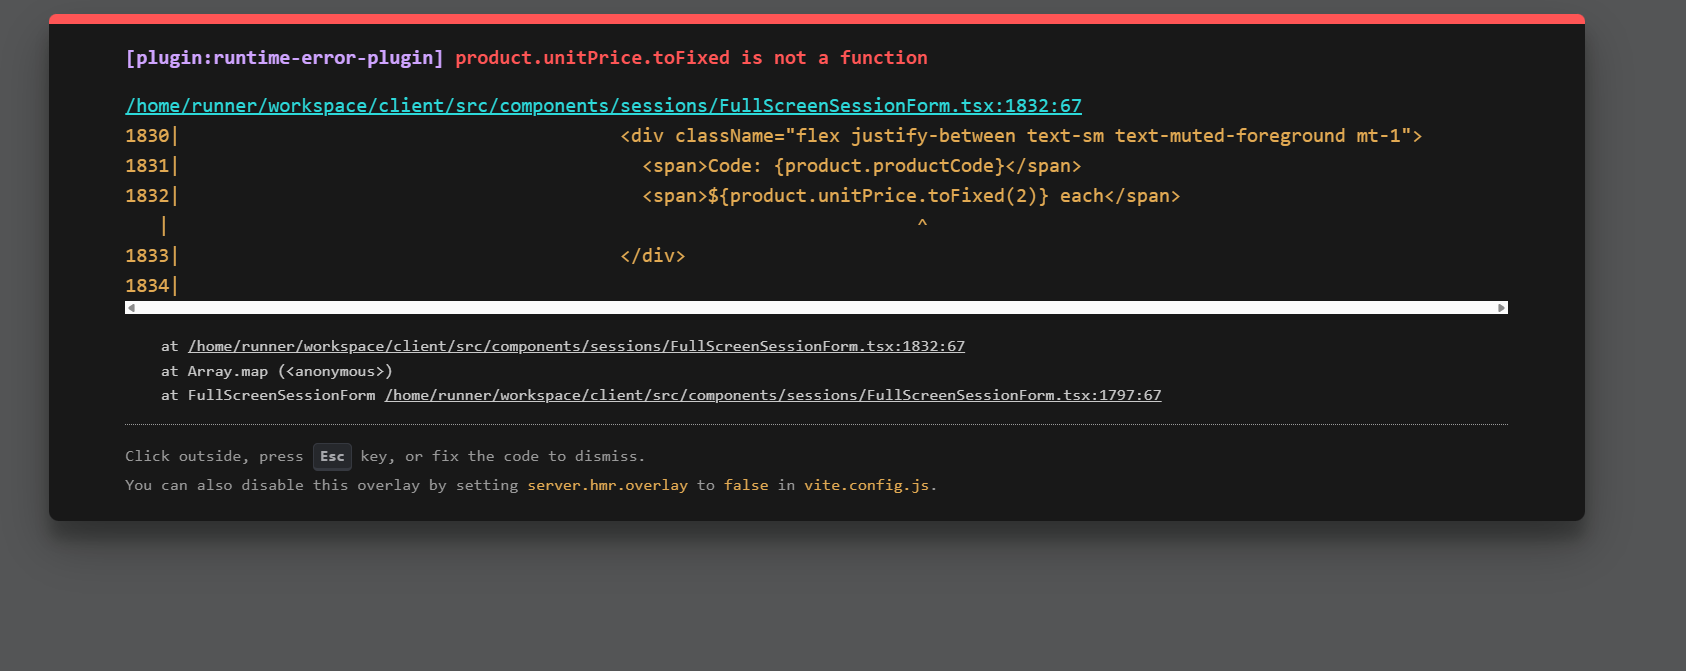 [plugin:runtime-error-plugin] product.unitPrice.toFixed is not a function
/home/runner/workspace/client/src/components/sessions/FullScreenSessionForm.tsx:1832:67
1830|                                        <div className="flex justify-between text-sm text-muted-foreground mt-1">
1831|                                          <span>Code: {product.productCode}</span>
1832|                                          <span>${product.unitPrice.toFixed(2)} each</span>
   |                                                                   ^
1833|                                        </div>
1834|
at /home/runner/workspace/client/src/components/sessions/FullScreenSessionForm.tsx:1832:67
at Array.map (<anonymous>)
at FullScreenSessionForm /home/runner/workspace/client/src/components/sessions/FullScreenSessionForm.tsx:1797:67
Click outside, press Esc key, or fix the code to dismiss.
You can also disable this overlay by setting server.hmr.overlay to false in vite.config.js.